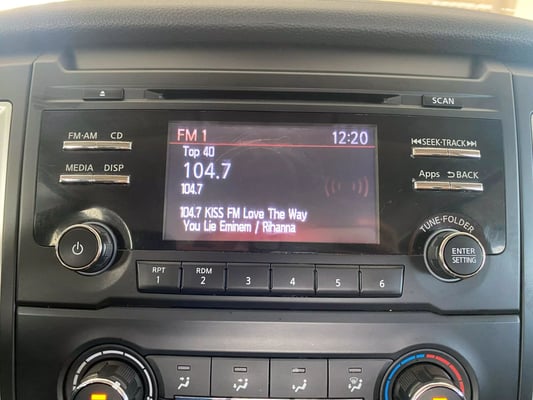 SCAN
FM·AM CD
MEDIA DISP
FM 1 12:20
Top 40
104.7
104.7
104.7 KISS FM Love The Way
You Lie Eminem / Rihanna
SEEK·TRACK
Apps BACK
TUNE·FOLDER
ENTER
SETTING
RPT RDM
1 2 3 4 5 6